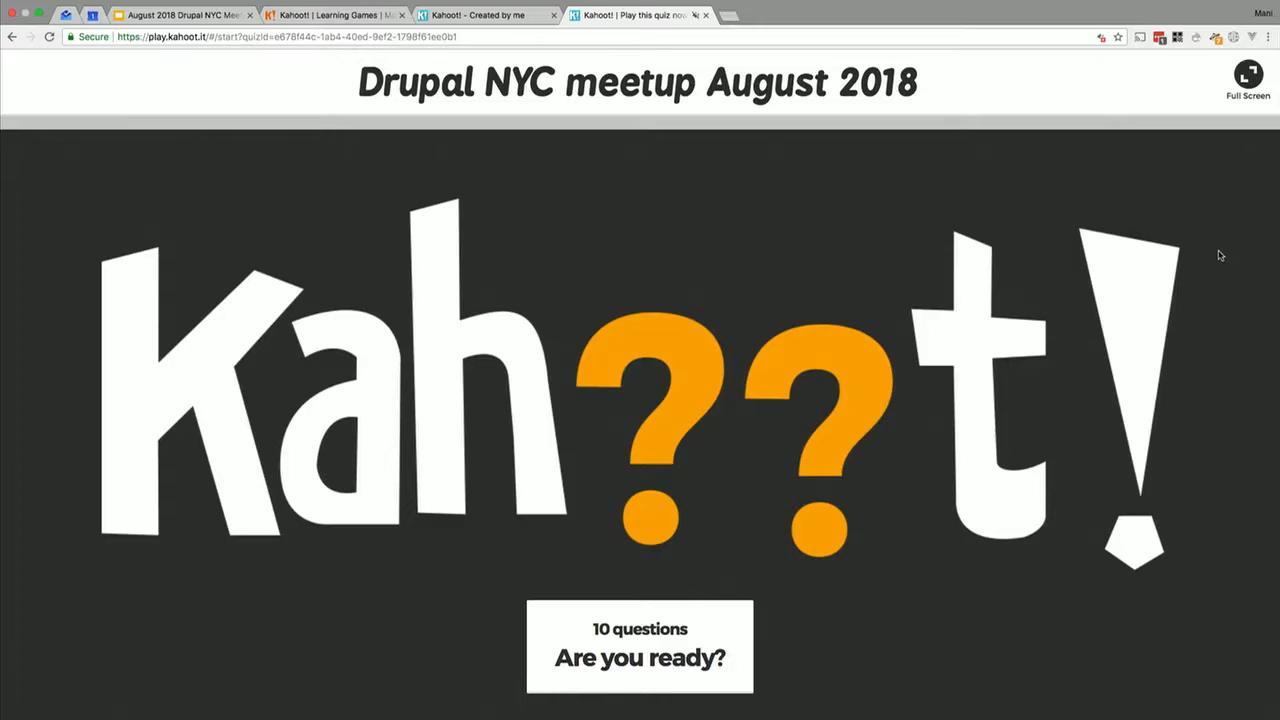 August 2018 Drupal NYC Mee
Kahoot! | Learning Games | M
Kahoot! - Created by me
Kahoot! | Play this quiz now
Mani
Secure
https://play.kahoot.it/#/start?quizId=e678f44c-1ab4-40ed-9ef2-1798f61ee0b1
Drupal NYC meetup August 2018
Full Screen
Kah??t!
10 questions
Are you ready?